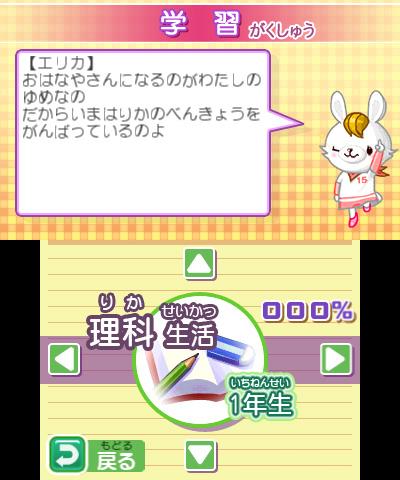 学習 がくしゅう
【エリカ】
おはなやさんになるのがわたしの
ゆめなの
だからいまはりかのべんきょうを
がんばっているのよ
15
りか せいかつ
理科 生活
000%
いちねんせい
1年生
もどる
戻る